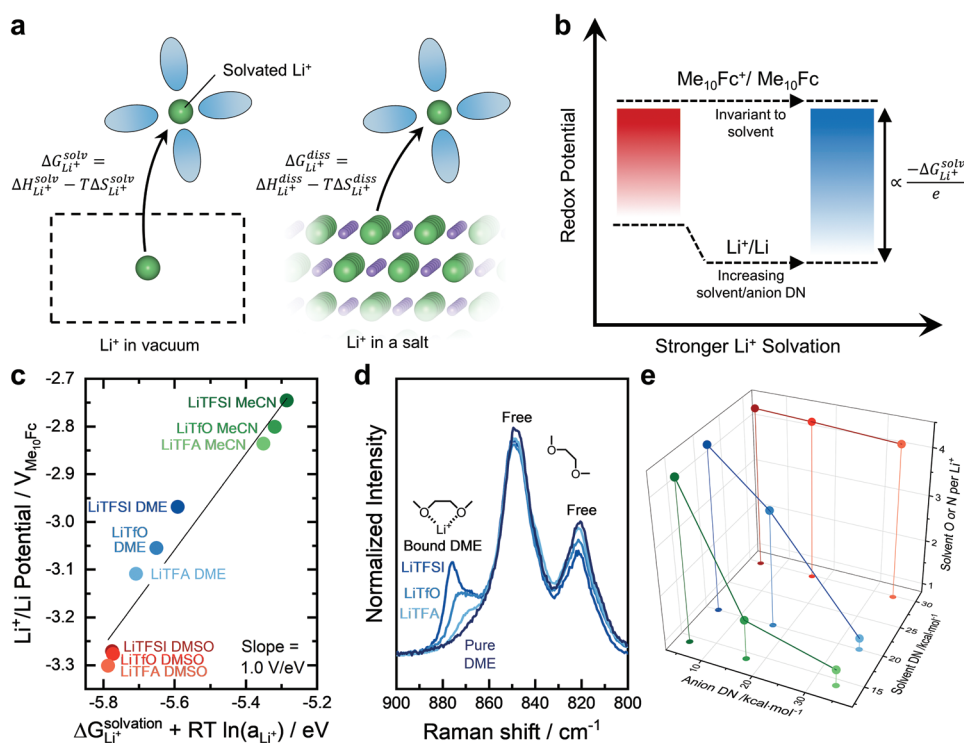 a
Solvated Li⁺
ΔG_{Li⁺}^{solv} =
ΔH_{Li⁺}^{solv} − TΔS_{Li⁺}^{solv}
ΔG_{Li⁺}^{diss} =
ΔH_{Li⁺}^{diss} − TΔS_{Li⁺}^{diss}
Li⁺ in vacuum
Li⁺ in a salt
b
Redox Potential
Me₁₀Fc⁺/ Me₁₀Fc
Invariant to
solvent
∝ −ΔG_{Li⁺}^{solv} / e
Li⁺/Li
Increasing
solvent/anion DN
Stronger Li⁺ Solvation
c
Li⁺/Li Potential / V_{Me₁₀Fc}
-2.7
-2.8
-2.9
-3.0
-3.1
-3.2
-3.3
LiTFSI MeCN
LiTfO MeCN
LiTFA MeCN
LiTFSI DME
LiTfO
DME
LiTFA DME
LiTFSI DMSO
LiTfO DMSO
LiTFA DMSO
Slope =
1.0 V/eV
-5.8 -5.7 -5.6 -5.5 -5.4 -5.3 -5.2
ΔG_{Li⁺}^{solvation} + RT ln(a_{Li⁺}) / eV
d
Normalized Intensity
Free
O
O
Free
O
O
Li⁺
Bound DME
LiTFSI
LiTfO
LiTFA
Pure
DME
900 880 860 840 820 800
Raman shift / cm⁻¹
e
4
3
2
1
Solvent O or N per Li⁺
30
25
20
15
Solvent DN /kcal·mol⁻¹
10
20
30
Anion DN /kcal·mol⁻¹